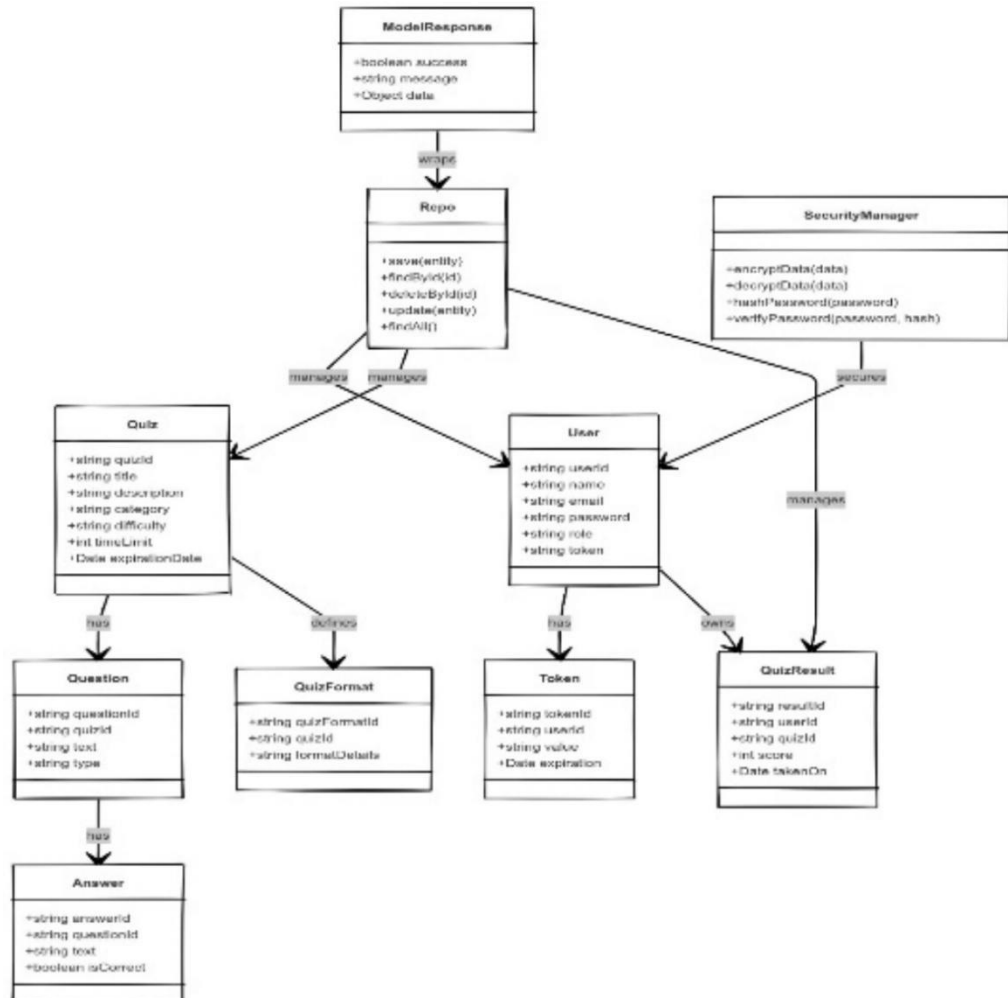 ModelResponse
+boolean success
+string message
+Object data
wraps
Repo
+save(entity)
+findById(id)
+deleteById(id)
+update(entity)
+findAll()
SecurityManager
+encryptData(data)
+decryptData(data)
+hashPassword(password)
+verifyPassword(password, hash)
manages
manages
secures
Quiz
+string quizId
+string title
+string description
+string category
+string difficulty
+int timeLimit
+Date expirationDate
User
+string userId
+string name
+string email
+string password
+string role
+string token
manages
has
defines
has
owns
Question
+string questionId
+string quizId
+string text
+string type
QuizFormat
+string quizFormatId
+string quizId
+string formatDetails
Token
+string tokenId
+string userId
+string value
+Date expiration
QuizResult
+string resultId
+string userId
+string quizId
+int score
+Date takenOn
has
Answer
+string answerId
+string questionId
+string text
+boolean isCorrect